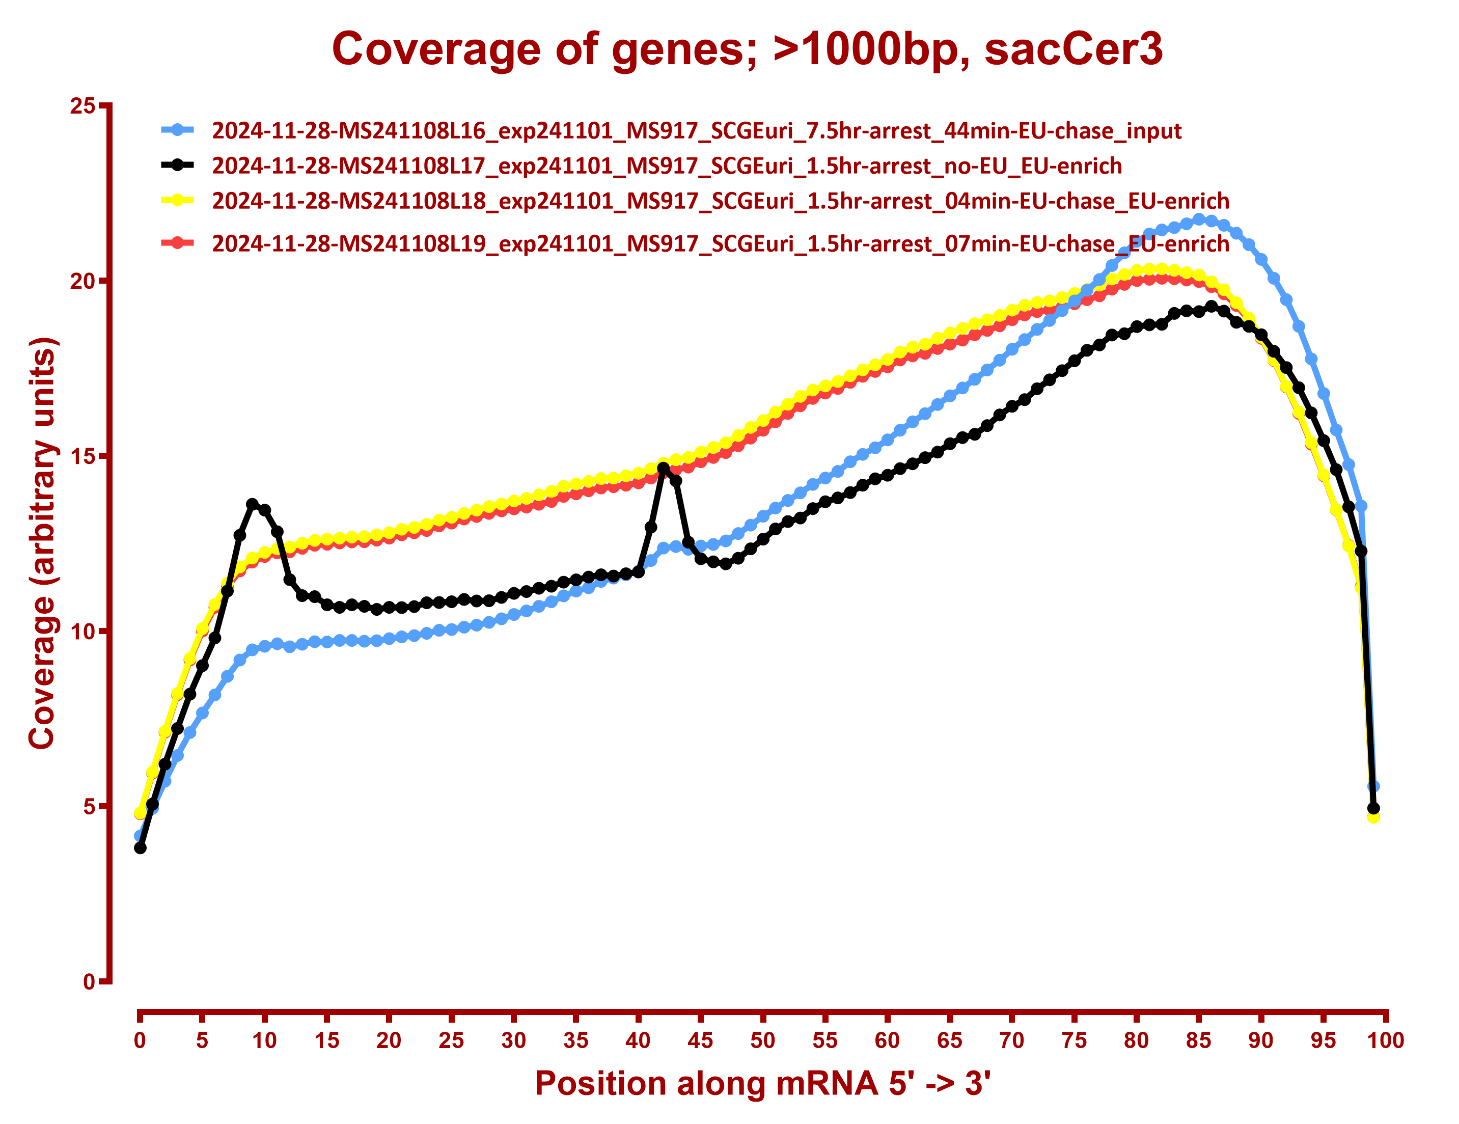 Coverage of genes; >1000bp, sacCer3
25
2024-11-28-MS241108L16_exp241101_MS917_SCGEuri_7.5hr-arrest_44min-EU-chase_input
2024-11-28-MS241108L17_exp241101_MS917_SCGEuri_1.5hr-arrest_no-EU_EU-enrich
2024-11-28-MS241108L18_exp241101_MS917_SCGEuri_1.5hr-arrest_04min-EU-chase_EU-enrich
2024-11-28-MS241108L19_exp241101_MS917_SCGEuri_1.5hr-arrest_07min-EU-chase_EU-enrich
20
15
10
5
0
Coverage (arbitrary units)
0 5 10 15 20 25 30 35 40 45 50 55 60 65 70 75 80 85 90 95 100
Position along mRNA 5' -> 3'